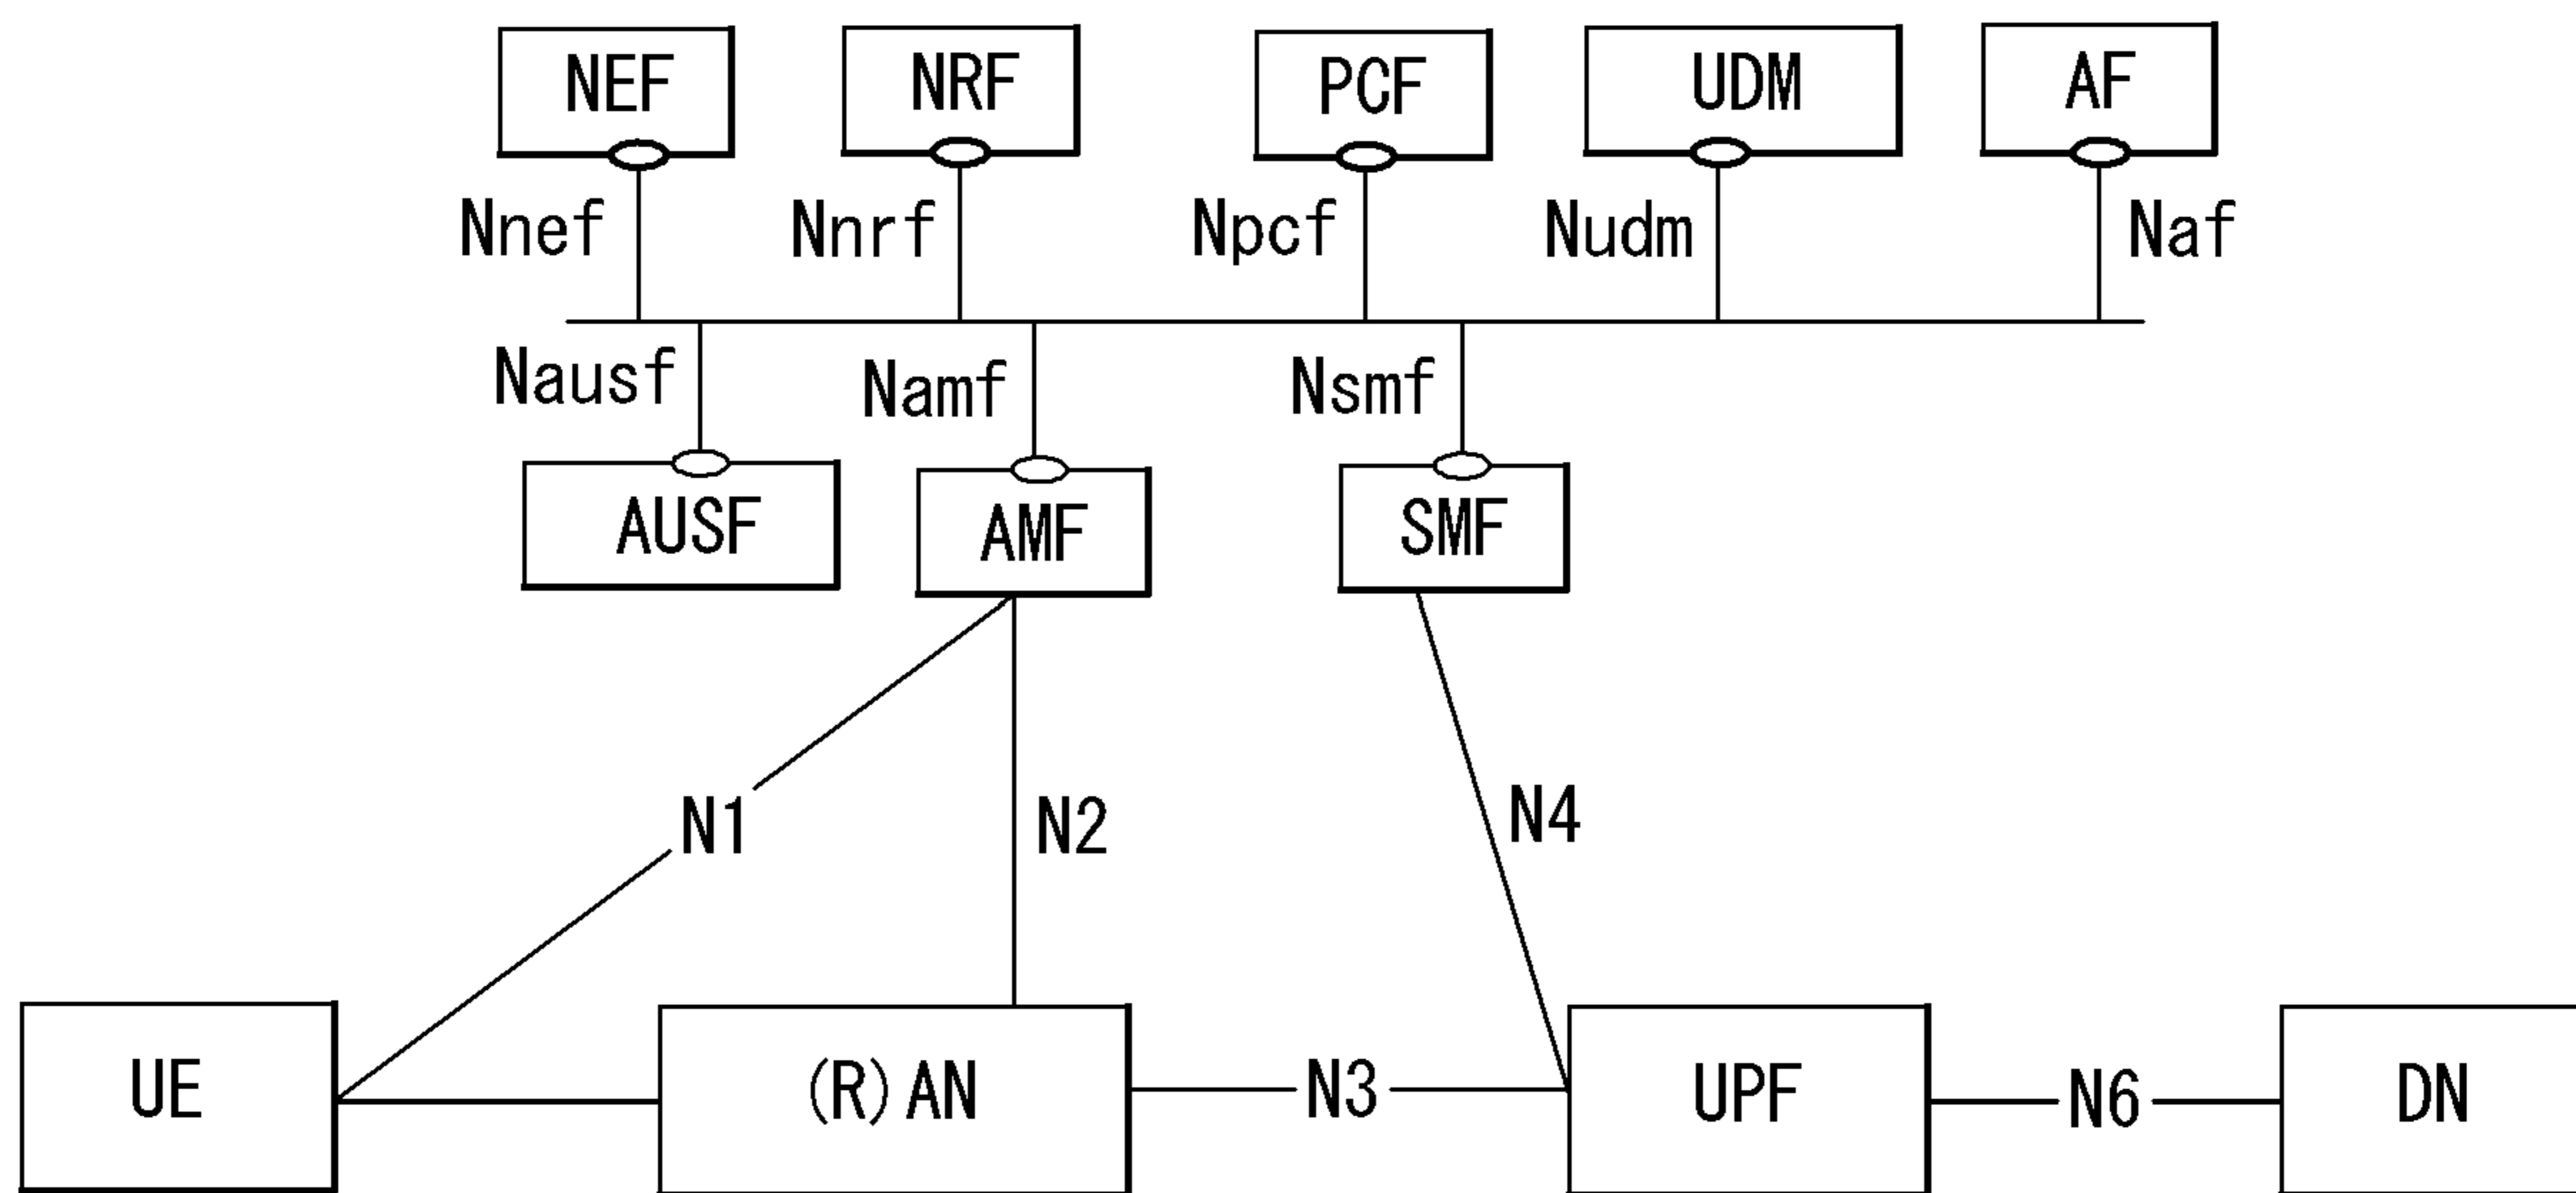 NEF NRF PCF UDM AF
Nnef Nnrf Npcf Nudm Naf
Nausf Namf Nsmf
AUSF AMF SMF
N1 N2 N4
UE (R)AN N3 UPF N6 DN